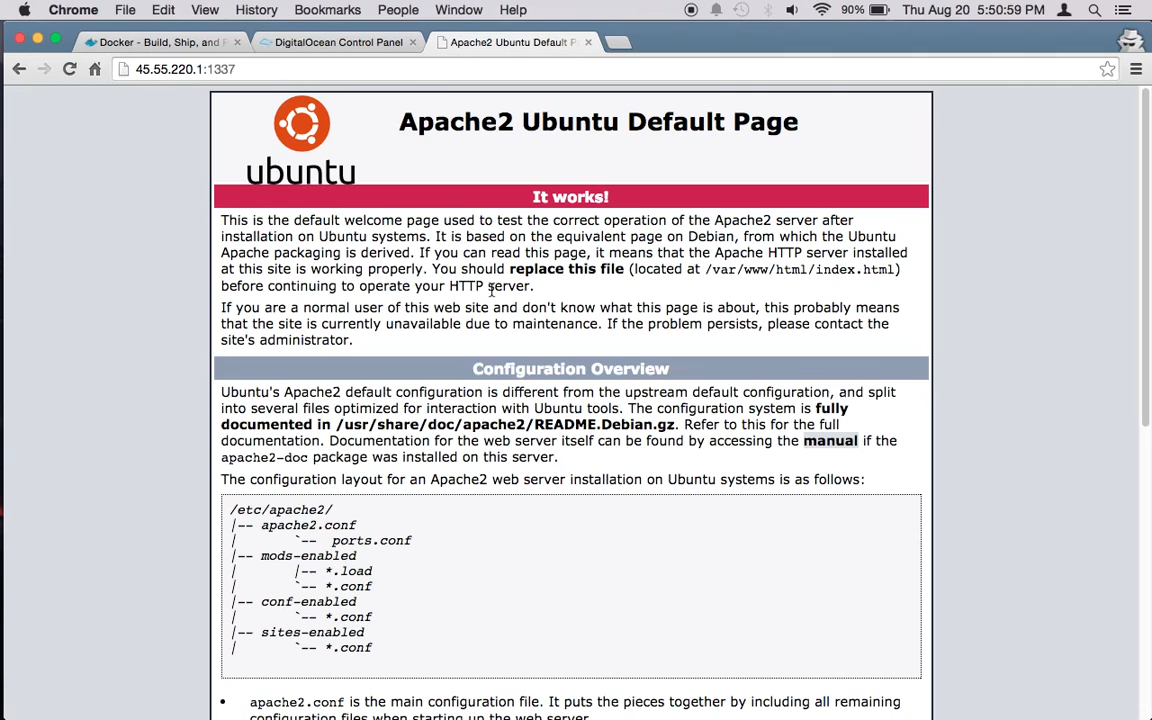 Chrome File Edit View History Bookmarks People Window Help 90% Thu Aug 20 5:50:59 PM
Docker - Build, Ship, and DigitalOcean Control Panel Apache2 Ubuntu Default P
45.55.220.1:1337
Apache2 Ubuntu Default Page
ubuntu
It works!
This is the default welcome page used to test the correct operation of the Apache2 server after
installation on Ubuntu systems. It is based on the equivalent page on Debian, from which the Ubuntu
Apache packaging is derived. If you can read this page, it means that the Apache HTTP server installed
at this site is working properly. You should replace this file (located at /var/www/html/index.html)
before continuing to operate your HTTP server.
If you are a normal user of this web site and don't know what this page is about, this probably means
that the site is currently unavailable due to maintenance. If the problem persists, please contact the
site's administrator.
Configuration Overview
Ubuntu's Apache2 default configuration is different from the upstream default configuration, and split
into several files optimized for interaction with Ubuntu tools. The configuration system is fully
documented in /usr/share/doc/apache2/README.Debian.gz. Refer to this for the full
documentation. Documentation for the web server itself can be found by accessing the manual if the
apache2-doc package was installed on this server.
The configuration layout for an Apache2 web server installation on Ubuntu systems is as follows:
/etc/apache2/
|-- apache2.conf
|       `--  ports.conf
|-- mods-enabled
|       |-- *.load
|       `-- *.conf
|-- conf-enabled
|       `-- *.conf
|-- sites-enabled
|       `-- *.conf
• apache2.conf is the main configuration file. It puts the pieces together by including all remaining
configuration files when starting up the web server.